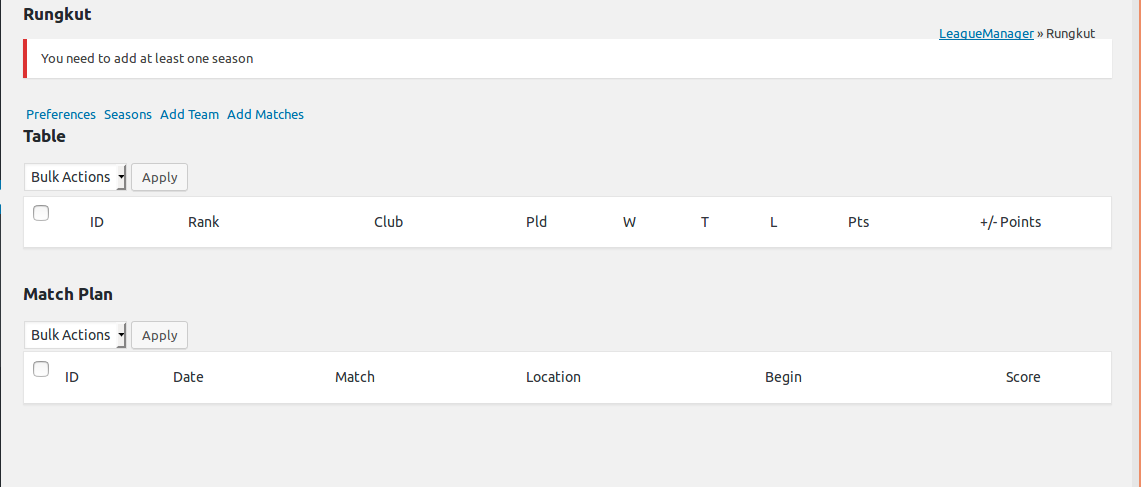 Rungkut
LeagueManager » Rungkut
You need to add at least one season
Preferences Seasons Add Team Add Matches
Table
Bulk Actions Apply
ID Rank Club Pld W T L Pts +/- Points
Match Plan
Bulk Actions Apply
ID Date Match Location Begin Score